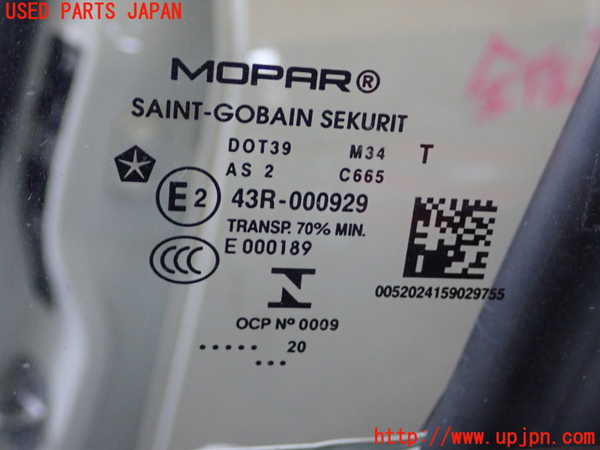 USED PARTS JAPAN
MOPAR®
SAINT-GOBAIN SEKURIT
DOT39 M34 T
AS 2 C665
E2 43R-000929
TRANSP. 70% MIN.
CCC E 000189
N
OCP Nº 0009
0052024159029755
..... 20
...
http://www.upjpn.com/